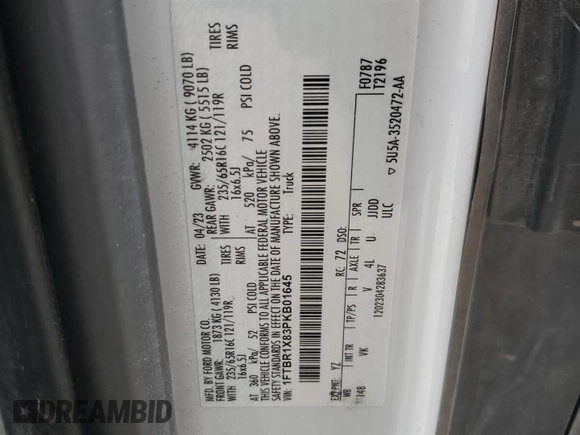 MFD. BY FORD MOTOR CO.
DATE: 04/23 GVWR: 4114 KG ( 9070 LB)
FRONT GAWR: 1873 KG ( 4130 LB) REAR GAWR: 2502 KG ( 5515 LB)
WITH 235/65R16C 121/119R TIRES WITH 235/65R16C 121/119R TIRES
16x6.5J RIMS 16x6.5J RIMS
AT 360 kPa/ 52 PSI COLD AT 520 kPa/ 75 PSI COLD
THIS VEHICLE CONFORMS TO ALL APPLICABLE FEDERAL MOTOR VEHICLE
SAFETY STANDARDS IN EFFECT ON THE DATE OF MANUFACTURE SHOWN ABOVE.
VIN: 1FTBR1X83PKB01645 TYPE: Truck
F0787
T2196
EXT PNT: YZ RC: 72 DSO:
WB INT TR TP/PS R AXLE TR SPR
148 VK V 4L U JJDD
1202304283637 ULC
▽ 5U5A-3520472-AA
DREAMBID